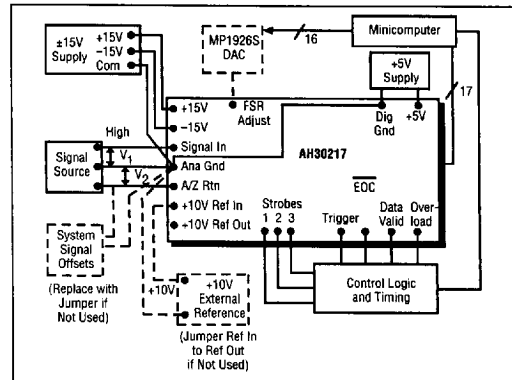 ±15V
Supply
+15V
−15V
Com
MP1926S
DAC
16
Minicomputer
+5V
Supply
17
+15V
FSR
Adjust
Dig
Gnd
+5V
−15V
High
Signal In
AH30217
Signal
Source
V1
Ana Gnd
V2
A/Z Rtn
EOC
+10V Ref In
Strobes
Data
Valid
Over-
load
+10V Ref Out
1 2 3
Trigger
System
Signal
Offsets
(Replace with
Jumper if
Not Used)
+10V
+10V
External
Reference
(Jumper Ref In
to Ref Out
if Not Used)
Control Logic
and Timing